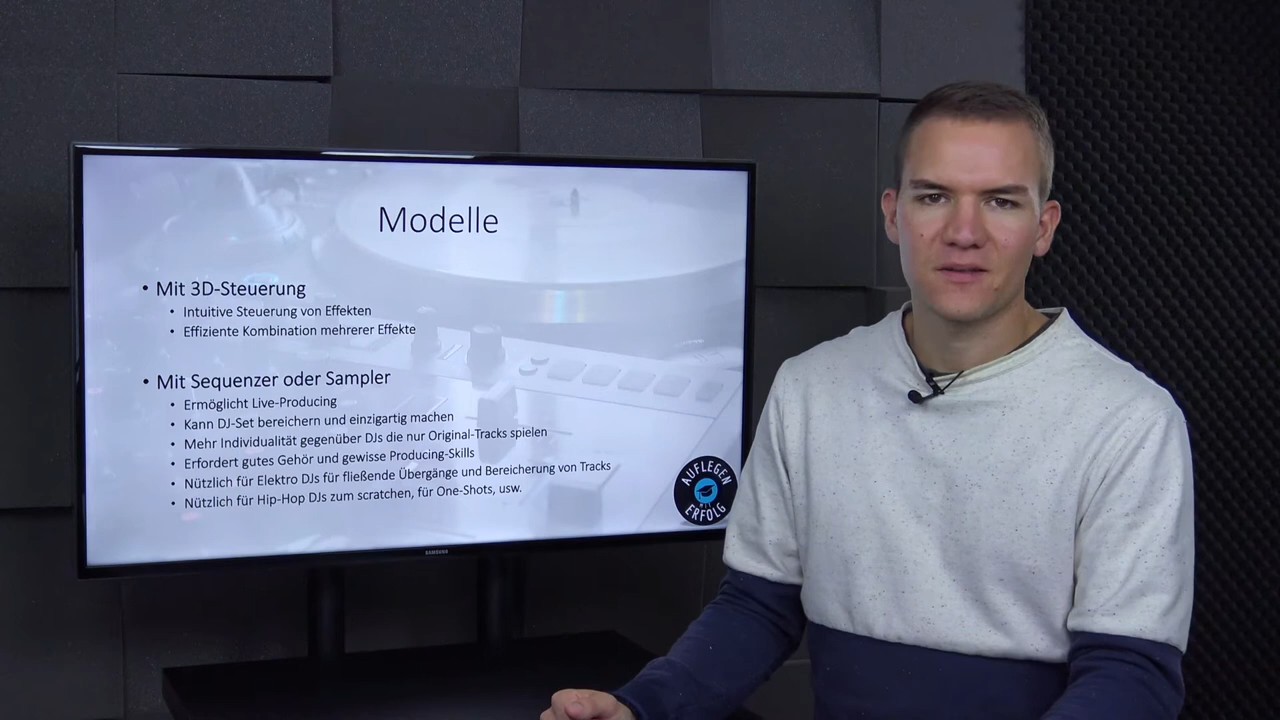 Modelle
• Mit 3D-Steuerung
• Intuitive Steuerung von Effekten
• Effiziente Kombination mehrerer Effekte
• Mit Sequenzer oder Sampler
• Ermöglicht Live-Producing
• Kann DJ-Set bereichern und einzigartig machen
• Mehr Individualität gegenüber DJs die nur Original-Tracks spielen
• Erfordert gutes Gehör und gewisse Producing-Skills
• Nützlich für Elektro DJs für fließende Übergänge und Bereicherung von Tracks
• Nützlich für Hip-Hop DJs zum scratchen, für One-Shots, usw.
AUFLEGEN
MIT
ERFOLG
SAMSUNG